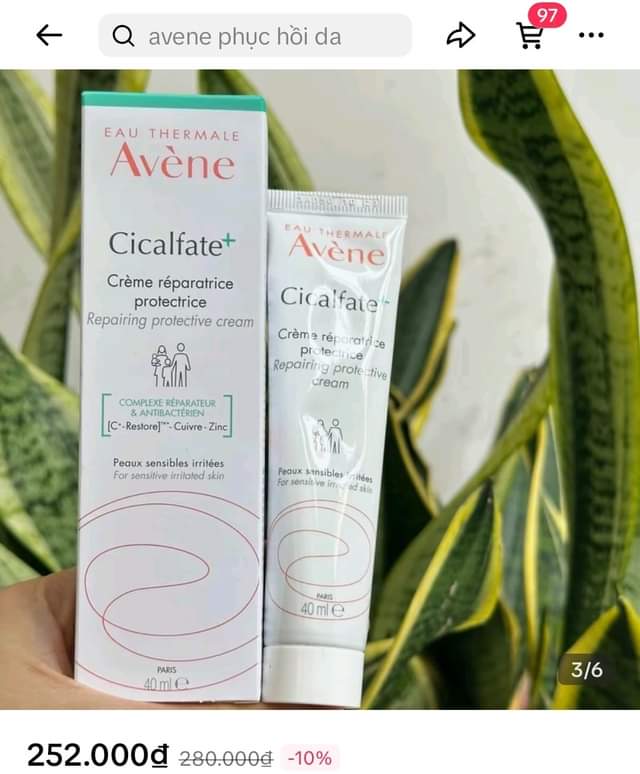 avene phục hồi da
97
EAU THERMALE
Avène
Cicalfate+
Crème réparatrice
protectrice
Repairing protective cream
COMPLEXE RÉPARATEUR
& ANTIBACTÉRIEN
[C+-Restore]™ - Cuivre - Zinc
Peaux sensibles irritées
For sensitive irritated skin
PARIS
40 ml e
EAU THERMALE
Avène
Cicalfate+
Crème réparatrice
protectrice
Repairing protective
cream
Peaux sensibles irritées
For sensitive irritated skin
PARIS
40 ml e
3/6
252.000đ 280.000đ -10%